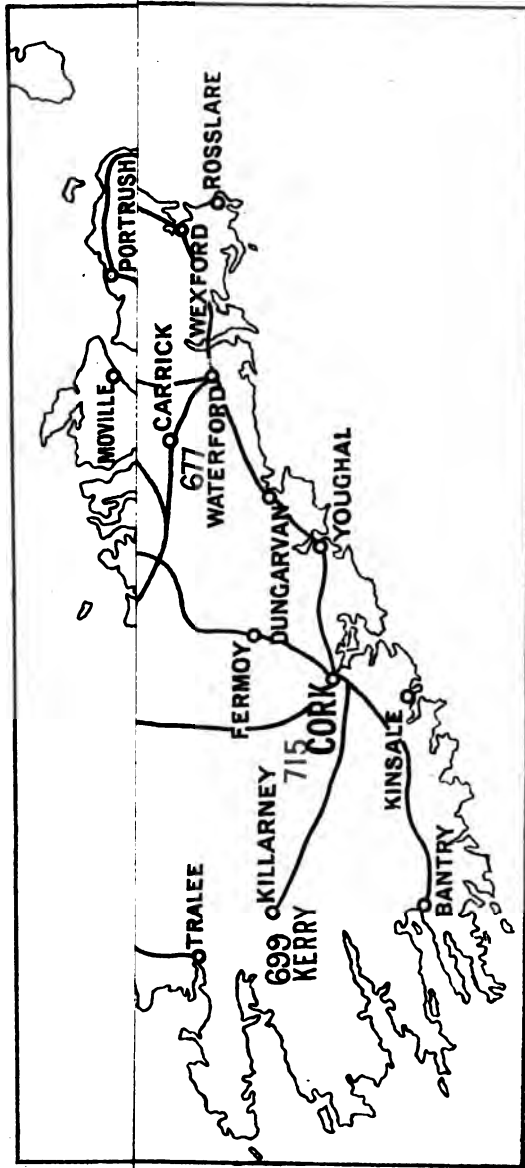 MOVILLE
PORTRUSH
CARRICK
677
WATERFORD
WEXFORD
ROSSLARE
TRALEE
FERMOY
DUNGARVAN
YOUGHAL
KILLARNEY
699
KERRY
715
CORK
KINSALE
BANTRY